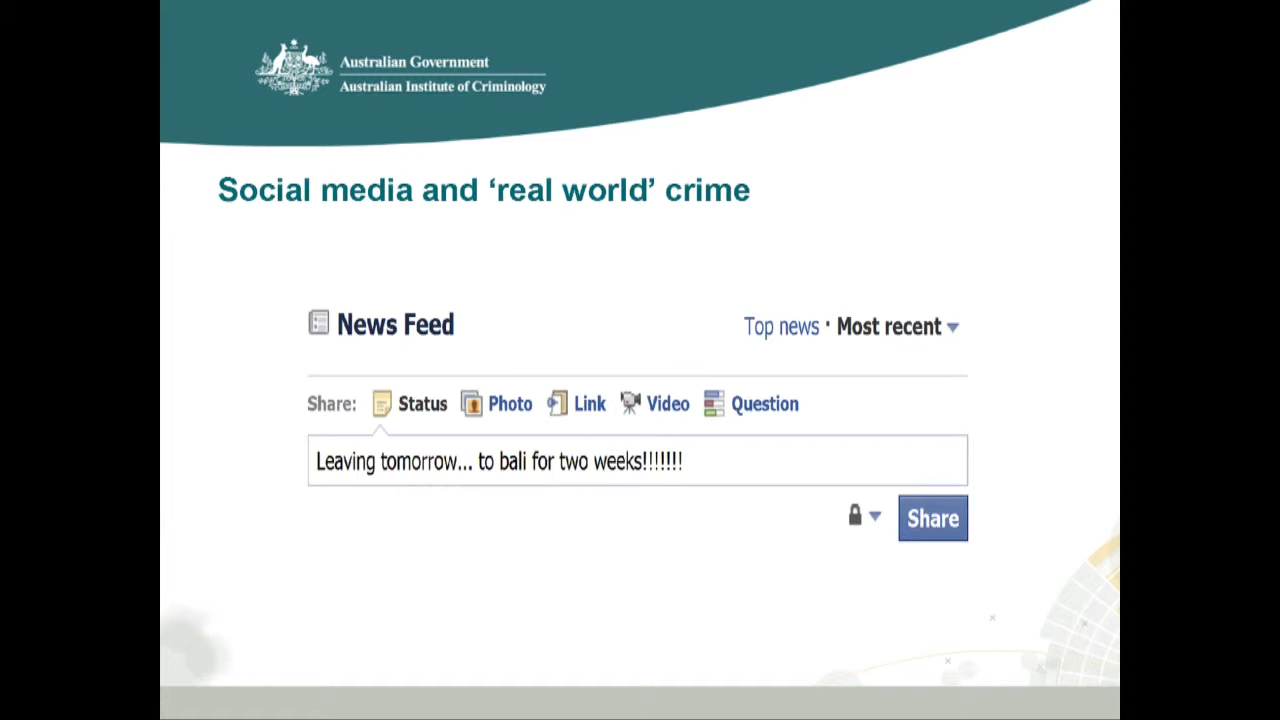 Australian Government
Australian Institute of Criminology
Social media and ‘real world’ crime
News Feed
Top news · Most recent
Share: Status Photo Link Video Question
Leaving tomorrow... to bali for two weeks!!!!!!!
Share